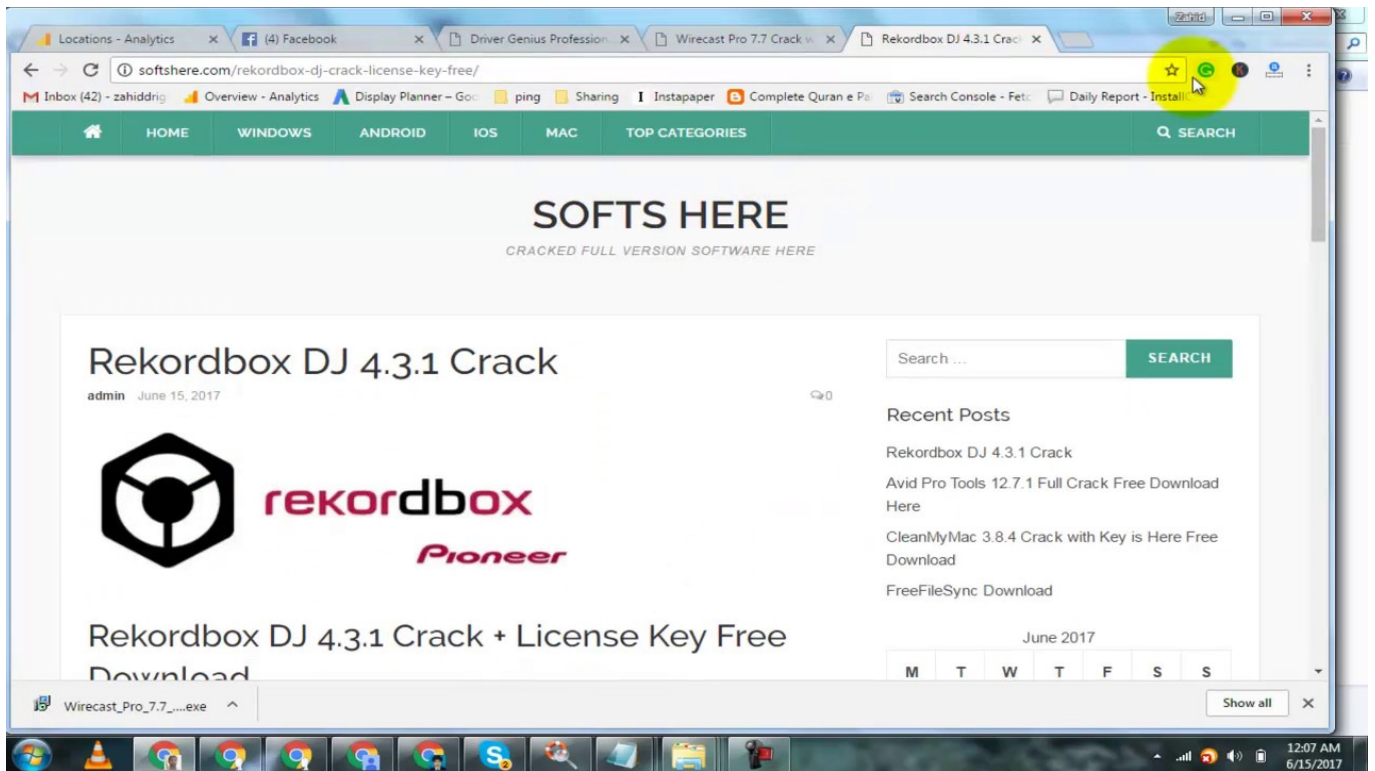 Zahid
Locations - Analytics
(4) Facebook
Driver Genius Profession
Wirecast Pro 7.7 Crack w
Rekordbox DJ 4.3.1 Crac
softshere.com/rekordbox-dj-crack-license-key-free/
Inbox (42) - zahiddrig
Overview - Analytics
Display Planner – Goo
ping
Sharing
I Instapaper
Complete Quran e Pa
Search Console - Fetc
Daily Report - Install
HOME
WINDOWS
ANDROID
IOS
MAC
TOP CATEGORIES
SEARCH
SOFTS HERE
CRACKED FULL VERSION SOFTWARE HERE
Rekordbox DJ 4.3.1 Crack
admin June 15, 2017
0
rekordbox
Pioneer
Rekordbox DJ 4.3.1 Crack + License Key Free
Download
Search ...
SEARCH
Recent Posts
Rekordbox DJ 4.3.1 Crack
Avid Pro Tools 12.7.1 Full Crack Free Download
Here
CleanMyMac 3.8.4 Crack with Key is Here Free
Download
FreeFileSync Download
June 2017
M T W T F S S
Wirecast_Pro_7.7_....exe
Show all
12:07 AM
6/15/2017